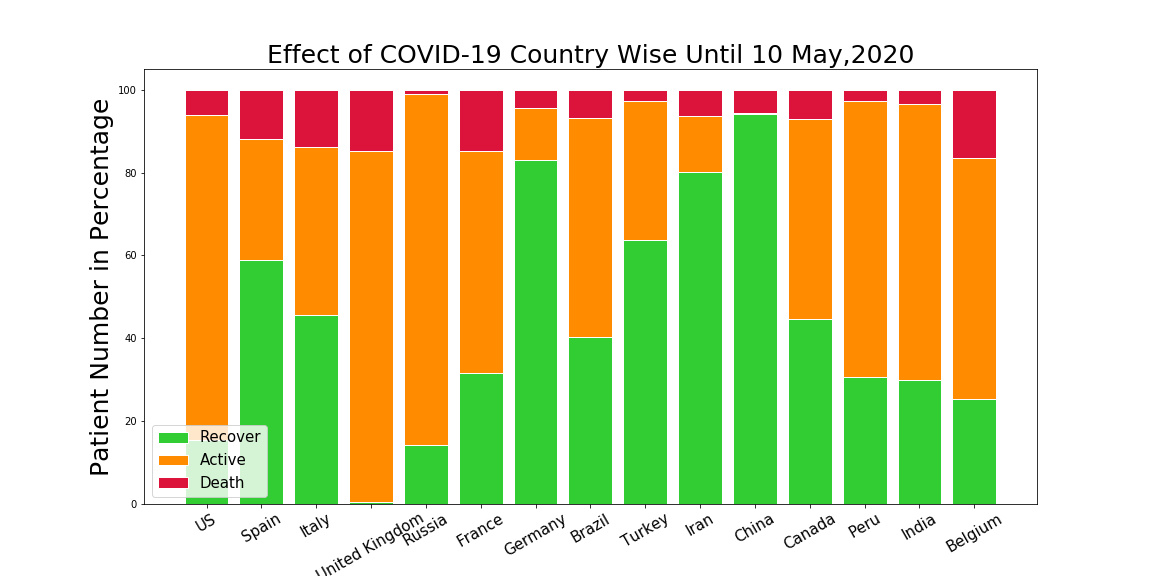 Effect of COVID-19 Country Wise Until 10 May,2020
Patient Number in Percentage
100
80
60
40
20
0
Recover
Active
Death
US
Spain
Italy
United Kingdom
Russia
France
Germany
Brazil
Turkey
Iran
China
Canada
Peru
India
Belgium